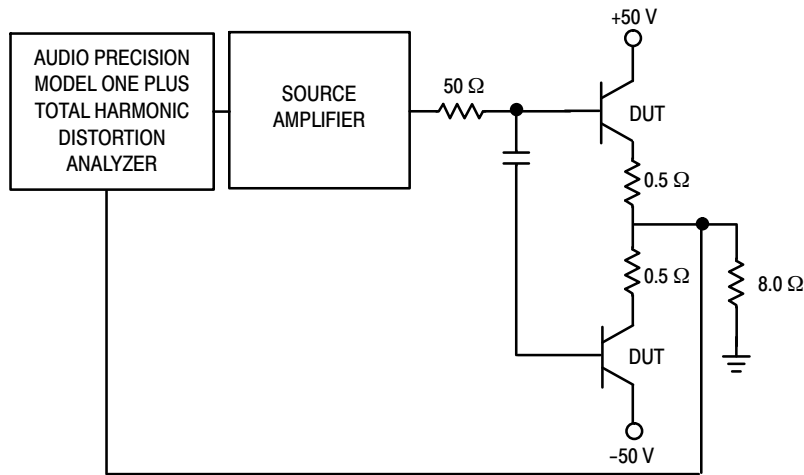 AUDIO PRECISION
MODEL ONE PLUS
TOTAL HARMONIC
DISTORTION
ANALYZER
SOURCE
AMPLIFIER
50 Ω
+50 V
DUT
0.5 Ω
0.5 Ω
8.0 Ω
DUT
–50 V